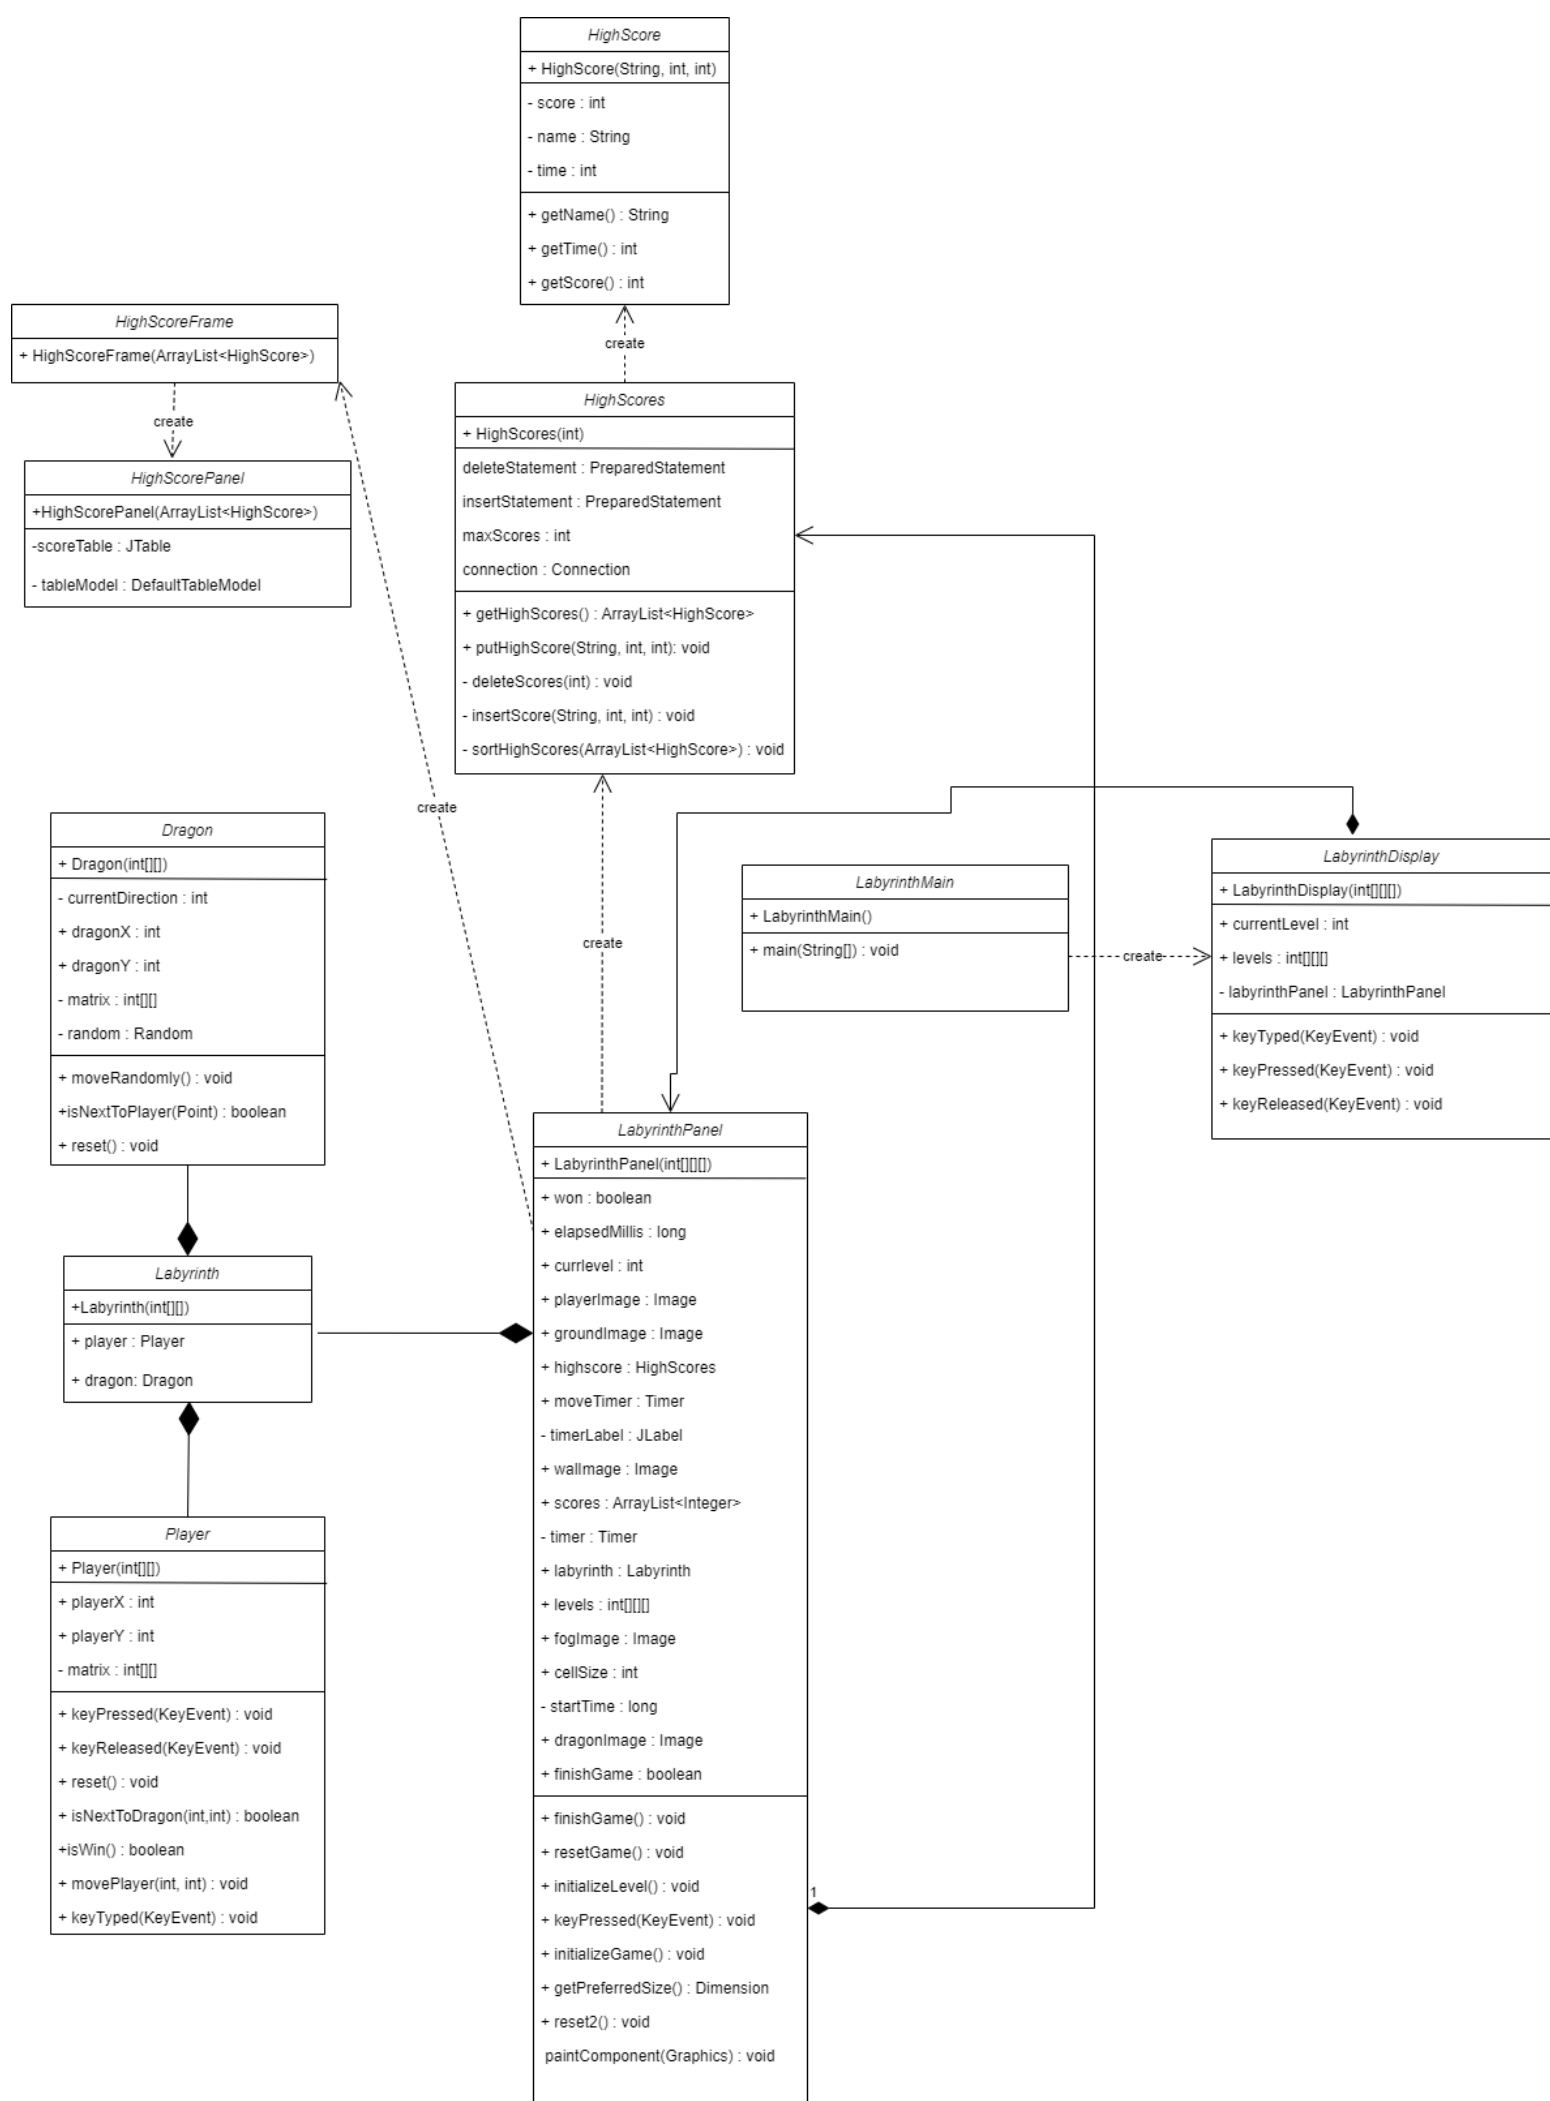 HighScore
+ HighScore(String, int, int)
- score : int
- name : String
- time : int
+ getName() : String
+ getTime() : int
+ getScore() : int
create
HighScoreFrame
+ HighScoreFrame(ArrayList<HighScore>)
create
HighScorePanel
+HighScorePanel(ArrayList<HighScore>)
-scoreTable : JTable
- tableModel : DefaultTableModel
HighScores
+ HighScores(int)
deleteStatement : PreparedStatement
insertStatement : PreparedStatement
maxScores : int
connection : Connection
+ getHighScores() : ArrayList<HighScore>
+ putHighScore(String, int, int): void
- deleteScores(int) : void
- insertScore(String, int, int) : void
- sortHighScores(ArrayList<HighScore>) : void
create
create
Dragon
+ Dragon(int[][])
- currentDirection : int
+ dragonX : int
+ dragonY : int
- matrix : int[][]
- random : Random
+ moveRandomly() : void
+isNextToPlayer(Point) : boolean
+ reset() : void
LabyrinthMain
+ LabyrinthMain()
+ main(String[]) : void
create
LabyrinthDisplay
+ LabyrinthDisplay(int[][][])
+ currentLevel : int
+ levels : int[][][]
- labyrinthPanel : LabyrinthPanel
+ keyTyped(KeyEvent) : void
+ keyPressed(KeyEvent) : void
+ keyReleased(KeyEvent) : void
Labyrinth
+Labyrinth(int[][])
+ player : Player
+ dragon: Dragon
Player
+ Player(int[][])
+ playerX : int
+ playerY : int
- matrix : int[][]
+ keyPressed(KeyEvent) : void
+ keyReleased(KeyEvent) : void
+ reset() : void
+ isNextToDragon(int,int) : boolean
+isWin() : boolean
+ movePlayer(int, int) : void
+ keyTyped(KeyEvent) : void
LabyrinthPanel
+ LabyrinthPanel(int[][][])
+ won : boolean
+ elapsedMillis : long
+ currlevel : int
+ playerImage : Image
+ groundImage : Image
+ highscore : HighScores
+ moveTimer : Timer
- timerLabel : JLabel
+ wallImage : Image
+ scores : ArrayList<Integer>
- timer : Timer
+ labyrinth : Labyrinth
+ levels : int[][][]
+ fogImage : Image
+ cellSize : int
- startTime : long
+ dragonImage : Image
+ finishGame : boolean
+ finishGame() : void
+ resetGame() : void
+ initializeLevel() : void
+ keyPressed(KeyEvent) : void
+ initializeGame() : void
+ getPreferredSize() : Dimension
+ reset2() : void
paintComponent(Graphics) : void
1